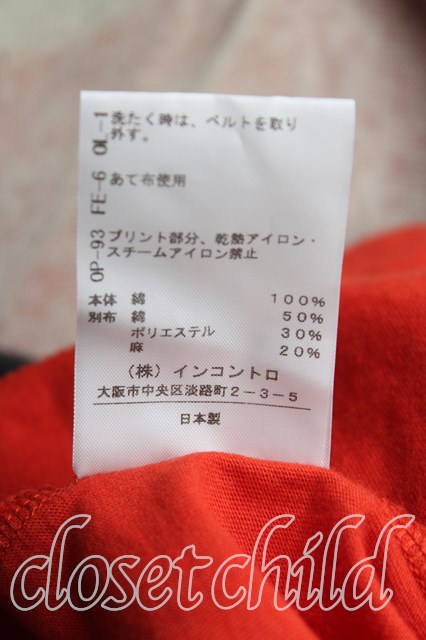 QL-1 洗たく時は、ベルトを取り
外す。
FE-6 あて布使用
QP-93 プリント部分、乾熱アイロン・
スチームアイロン禁止
本体 綿 100%
別布 綿 50%
ポリエステル 30%
麻 20%
(株)インコントロ
大阪市中央区淡路町2-3-5
日本製
closetchild